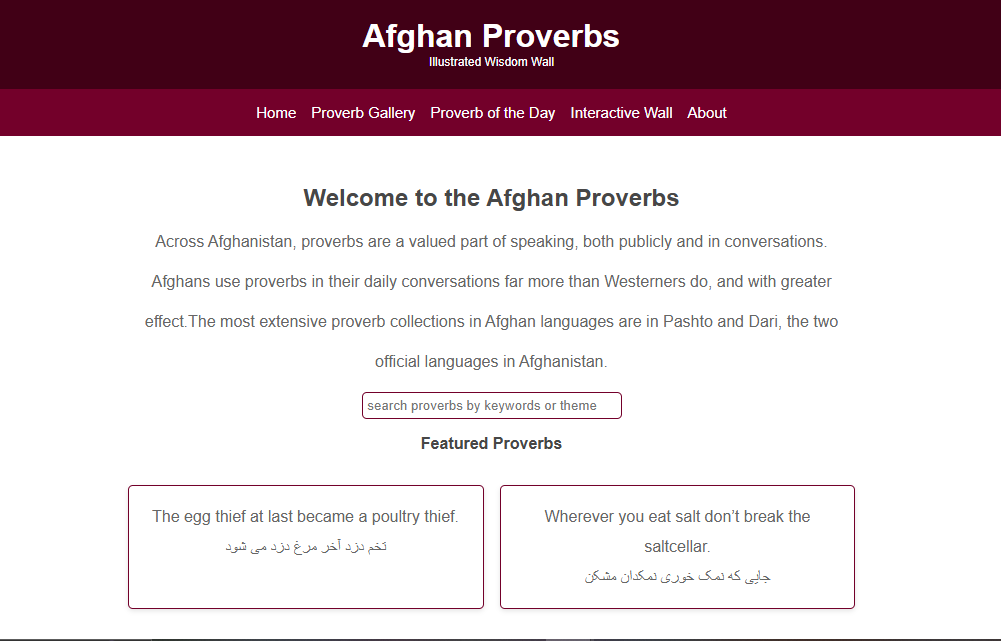 Afghan Proverbs
Illustrated Wisdom Wall
Home Proverb Gallery Proverb of the Day Interactive Wall About
Welcome to the Afghan Proverbs
Across Afghanistan, proverbs are a valued part of speaking, both publicly and in conversations.
Afghans use proverbs in their daily conversations far more than Westerners do, and with greater
effect.The most extensive proverb collections in Afghan languages are in Pashto and Dari, the two
official languages in Afghanistan.
search proverbs by keywords or theme
Featured Proverbs
The egg thief at last became a poultry thief.
تخم دزد آخر مرغ دزد می شود
Wherever you eat salt don’t break the
saltcellar.
جایی که نمک خوری نمکدان مشکن